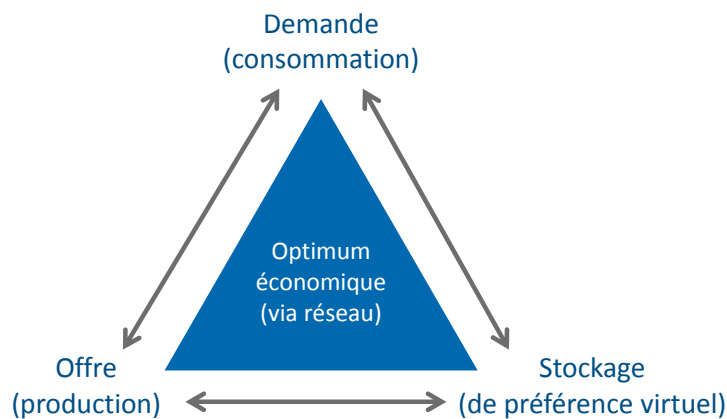 Demande
(consommation)
Optimum
économique
(via réseau)
Offre
(production)
Stockage
(de préférence virtuel)